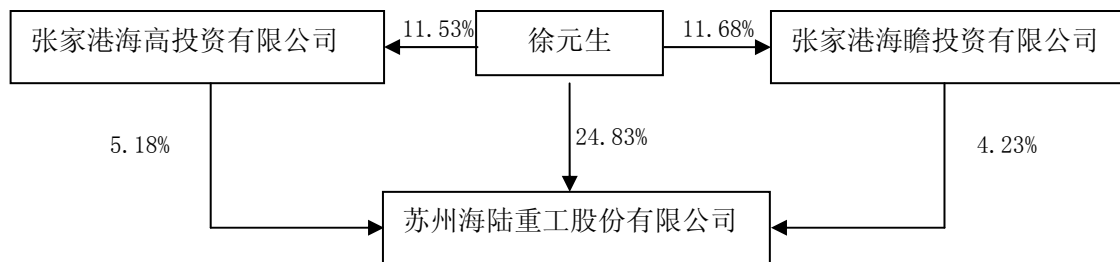 张家港海高投资有限公司
11.53%
徐元生
11.68%
张家港海瞻投资有限公司
5.18%
24.83%
4.23%
苏州海陆重工股份有限公司